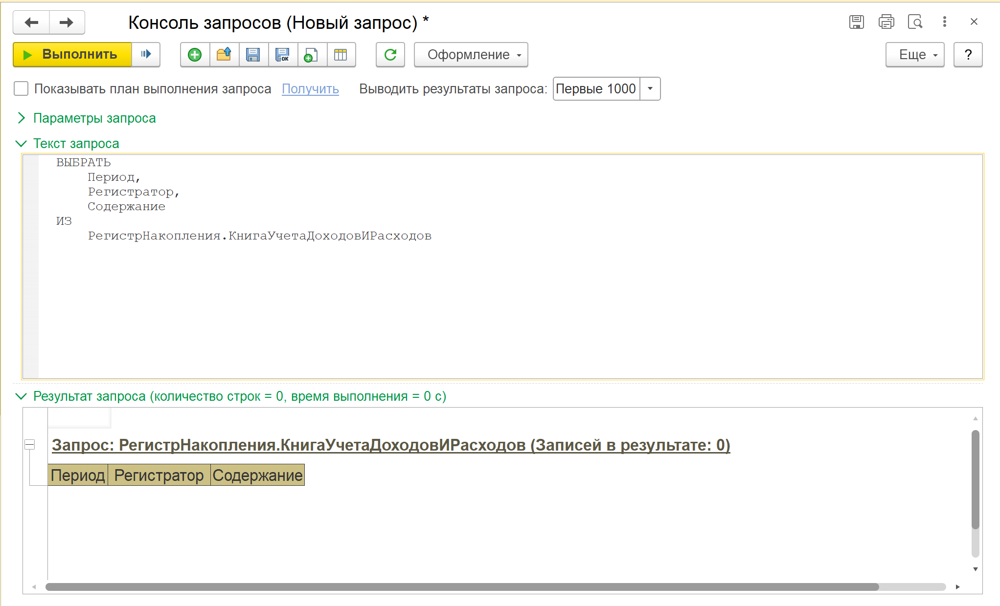 Консоль запросов (Новый запрос) *
Выполнить
OK
Оформление
Еще
?
Показывать план выполнения запроса Получить Выводить результаты запроса: Первые 1000
Параметры запроса
Текст запроса
ВЫБРАТЬ
Период,
Регистратор,
Содержание
ИЗ
РегистрНакопления.КнигаУчетаДоходовИРасходов
Результат запроса (количество строк = 0, время выполнения = 0 с)
Запрос: РегистрНакопления.КнигаУчетаДоходовИРасходов (Записей в результате: 0)
Период Регистратор Содержание